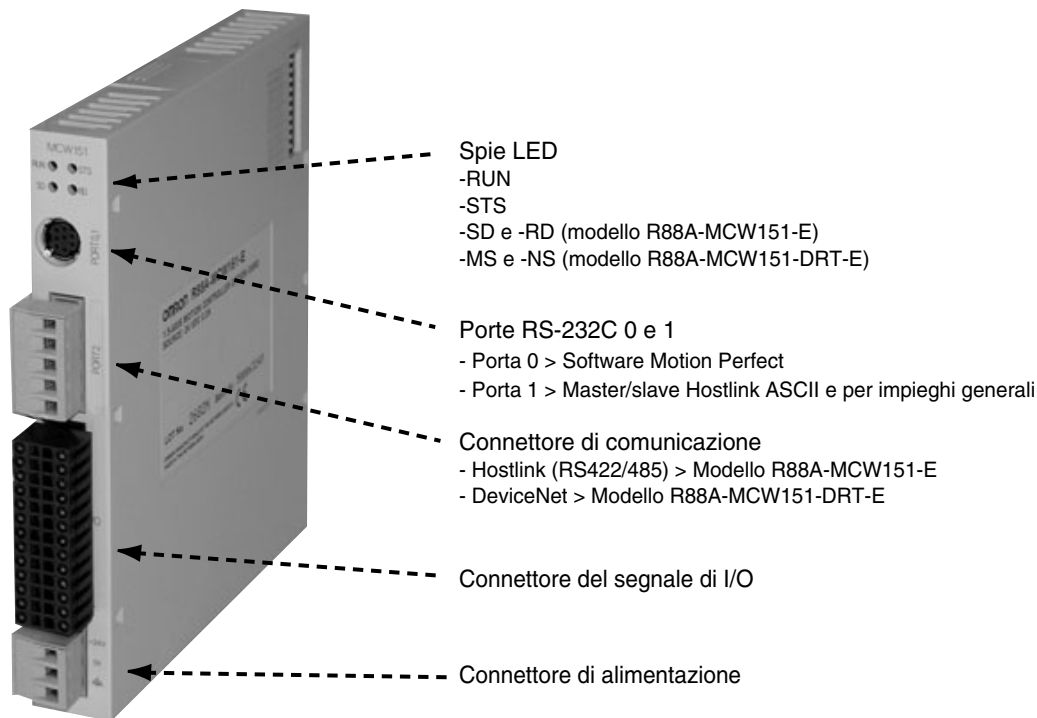 MCW151
RUN
STS
SD
RD
PORT0,1
PORT2
OMRON R88A-MCW151-E
I/O
Spie LED
-RUN
-STS
-SD e -RD (modello R88A-MCW151-E)
-MS e -NS (modello R88A-MCW151-DRT-E)
Porte RS-232C 0 e 1
- Porta 0 > Software Motion Perfect
- Porta 1 > Master/slave Hostlink ASCII e per impieghi generali
Connettore di comunicazione
- Hostlink (RS422/485) > Modello R88A-MCW151-E
- DeviceNet > Modello R88A-MCW151-DRT-E
Connettore del segnale di I/O
Connettore di alimentazione